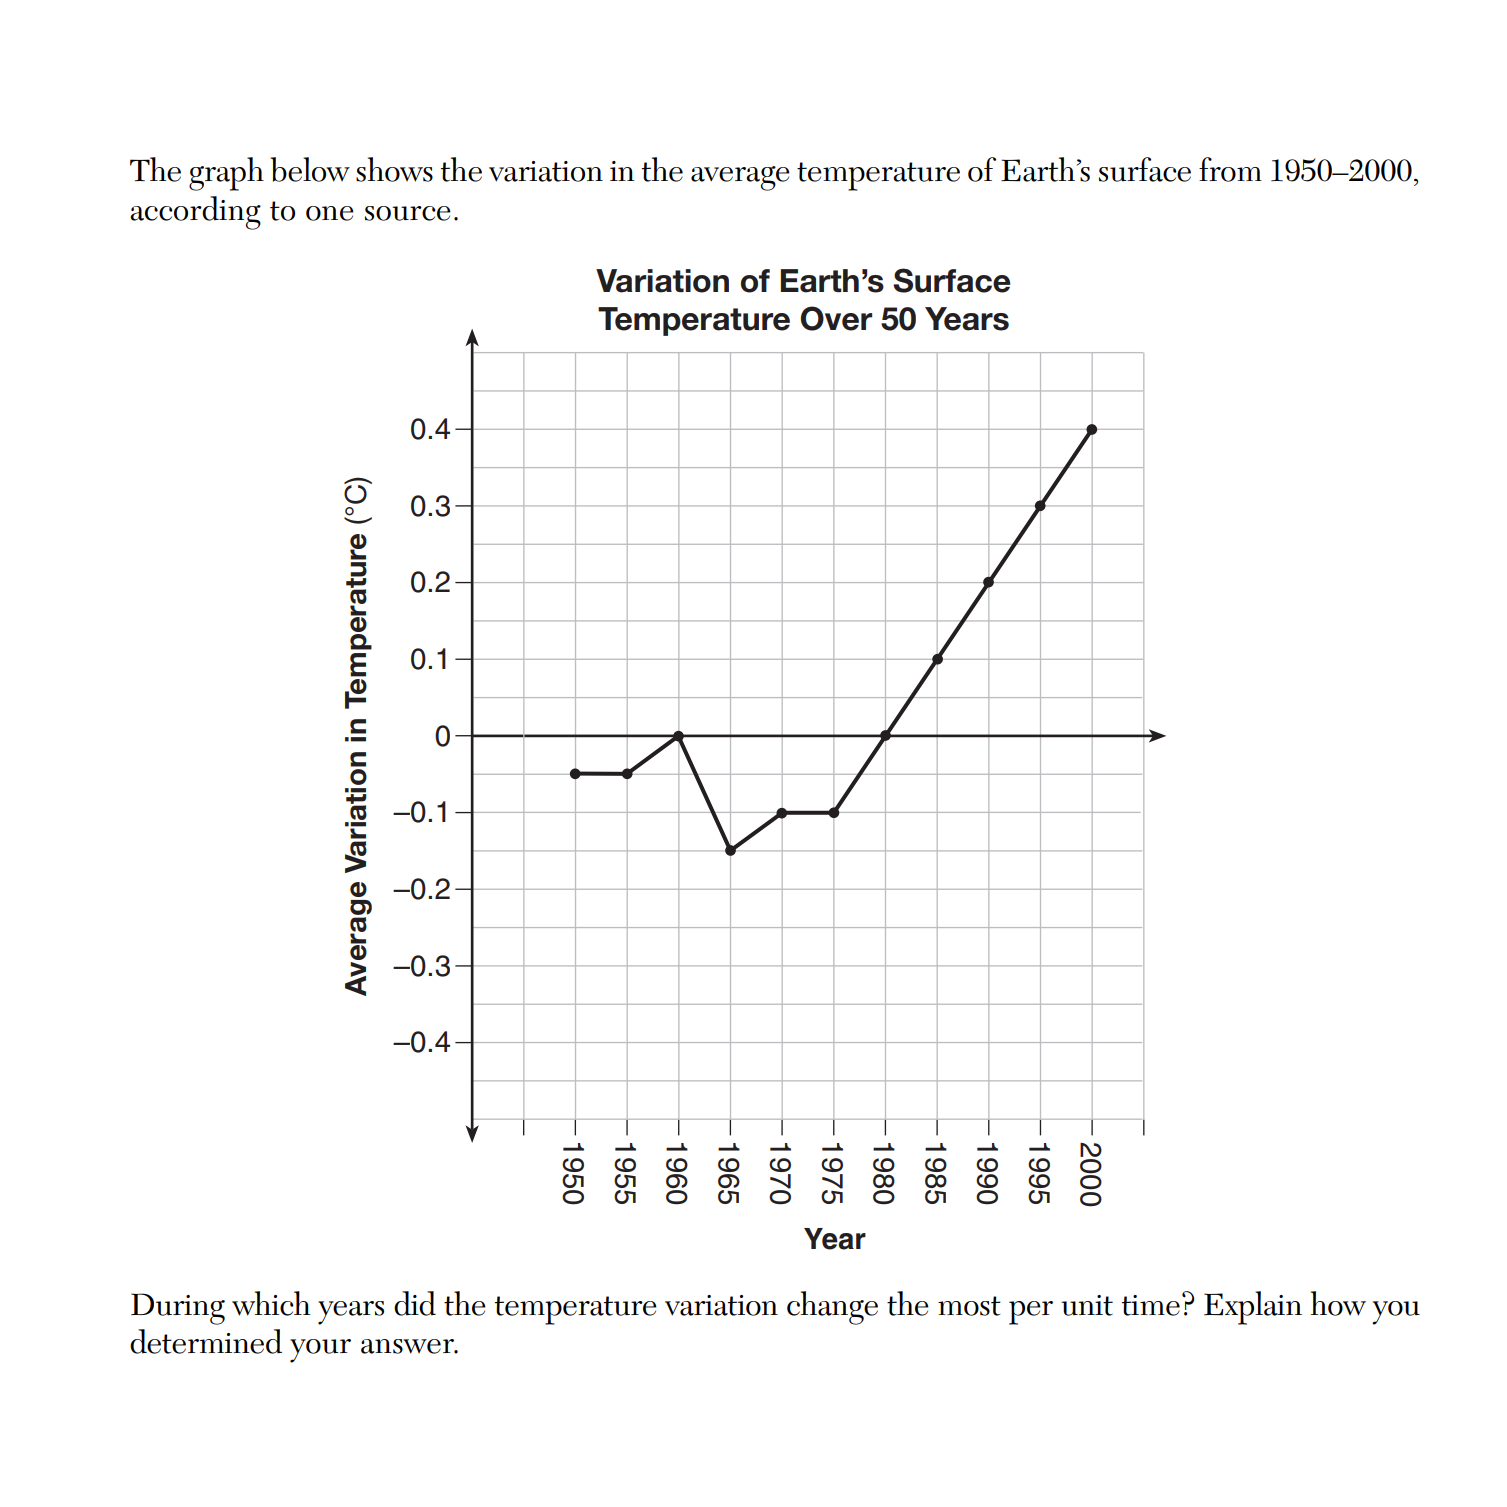 The graph below shows the variation in the average temperature of Earth’s surface from 1950–2000,
according to one source.
Variation of Earth’s Surface
Temperature Over 50 Years
Average Variation in Temperature (°C)
0.4
0.3
0.2
0.1
0
–0.1
–0.2
–0.3
–0.4
1950
1955
1960
1965
1970
1975
1980
1985
1990
1995
2000
Year
During which years did the temperature variation change the most per unit time? Explain how you
determined your answer.